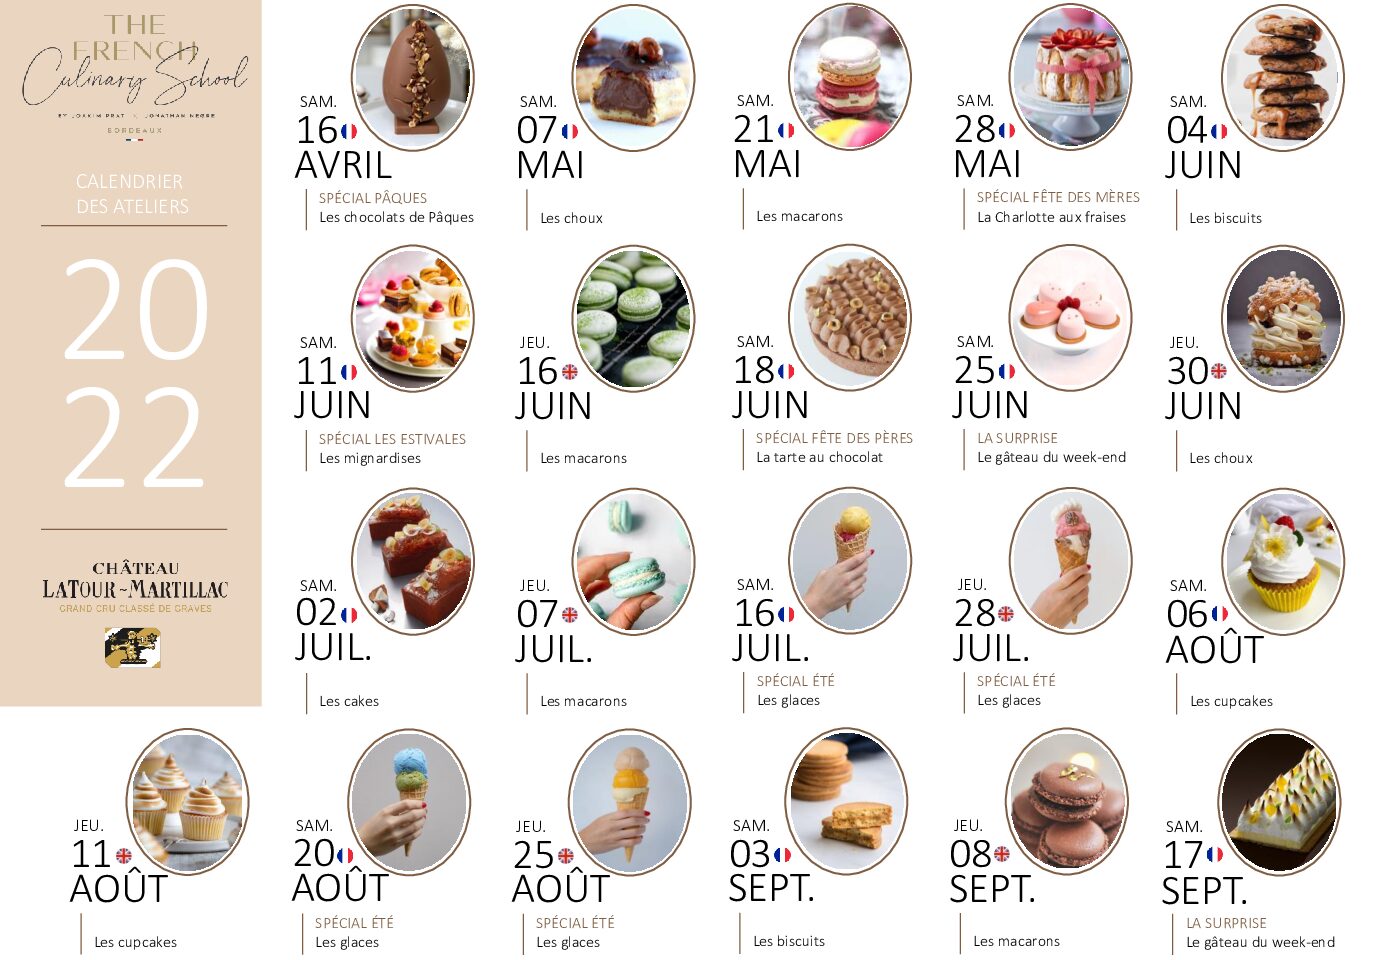 THE
FRENCH
Culinary School
BY JOAKIM PRAT X JONATHAN NEGRE
BORDEAUX
CALENDRIER
DES ATELIERS
20
22
CHÂTEAU
LATOUR~MARTILLAC
GRAND CRU CLASSÉ DE GRAVES
SAM.
16
AVRIL
SPÉCIAL PÂQUES
Les chocolats de Pâques
SAM.
07
MAI
Les choux
SAM.
21
MAI
Les macarons
SAM.
28
MAI
SPÉCIAL FÊTE DES MÈRES
La Charlotte aux fraises
SAM.
04
JUIN
Les biscuits
SAM.
11
JUIN
SPÉCIAL LES ESTIVALES
Les mignardises
JEU.
16
JUIN
Les macarons
SAM.
18
JUIN
SPÉCIAL FÊTE DES PÈRES
La tarte au chocolat
SAM.
25
JUIN
LA SURPRISE
Le gâteau du week-end
JEU.
30
JUIN
Les choux
SAM.
02
JUIL.
Les cakes
JEU.
07
JUIL.
Les macarons
SAM.
16
JUIL.
SPÉCIAL ÉTÉ
Les glaces
JEU.
28
JUIL.
SPÉCIAL ÉTÉ
Les glaces
SAM.
06
AOÛT
Les cupcakes
JEU.
11
AOÛT
Les cupcakes
SAM.
20
AOÛT
SPÉCIAL ÉTÉ
Les glaces
JEU.
25
AOÛT
SPÉCIAL ÉTÉ
Les glaces
SAM.
03
SEPT.
Les biscuits
JEU.
08
SEPT.
Les macarons
SAM.
17
SEPT.
LA SURPRISE
Le gâteau du week-end